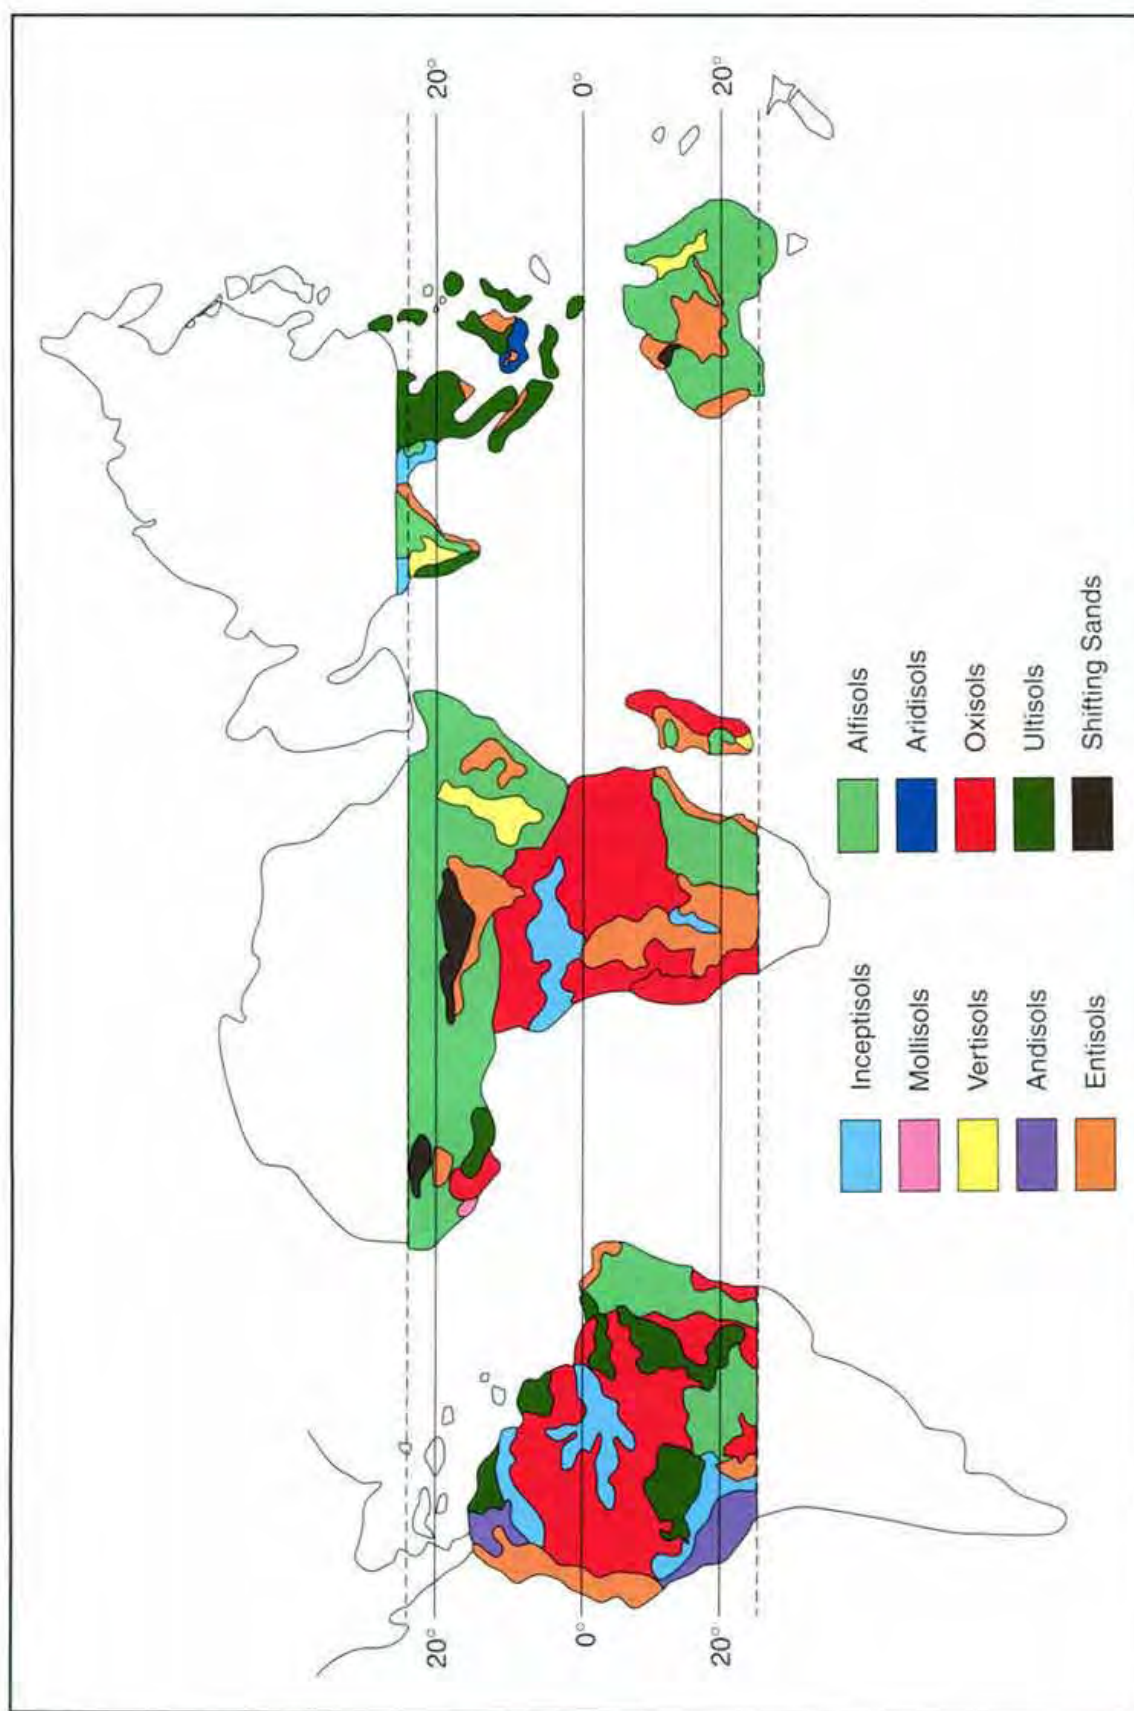 20° 20°
0° 0°
20° 20°
Inceptisols Alfisols
Mollisols Aridisols
Vertisols Oxisols
Andisols Ultisols
Entisols Shifting Sands